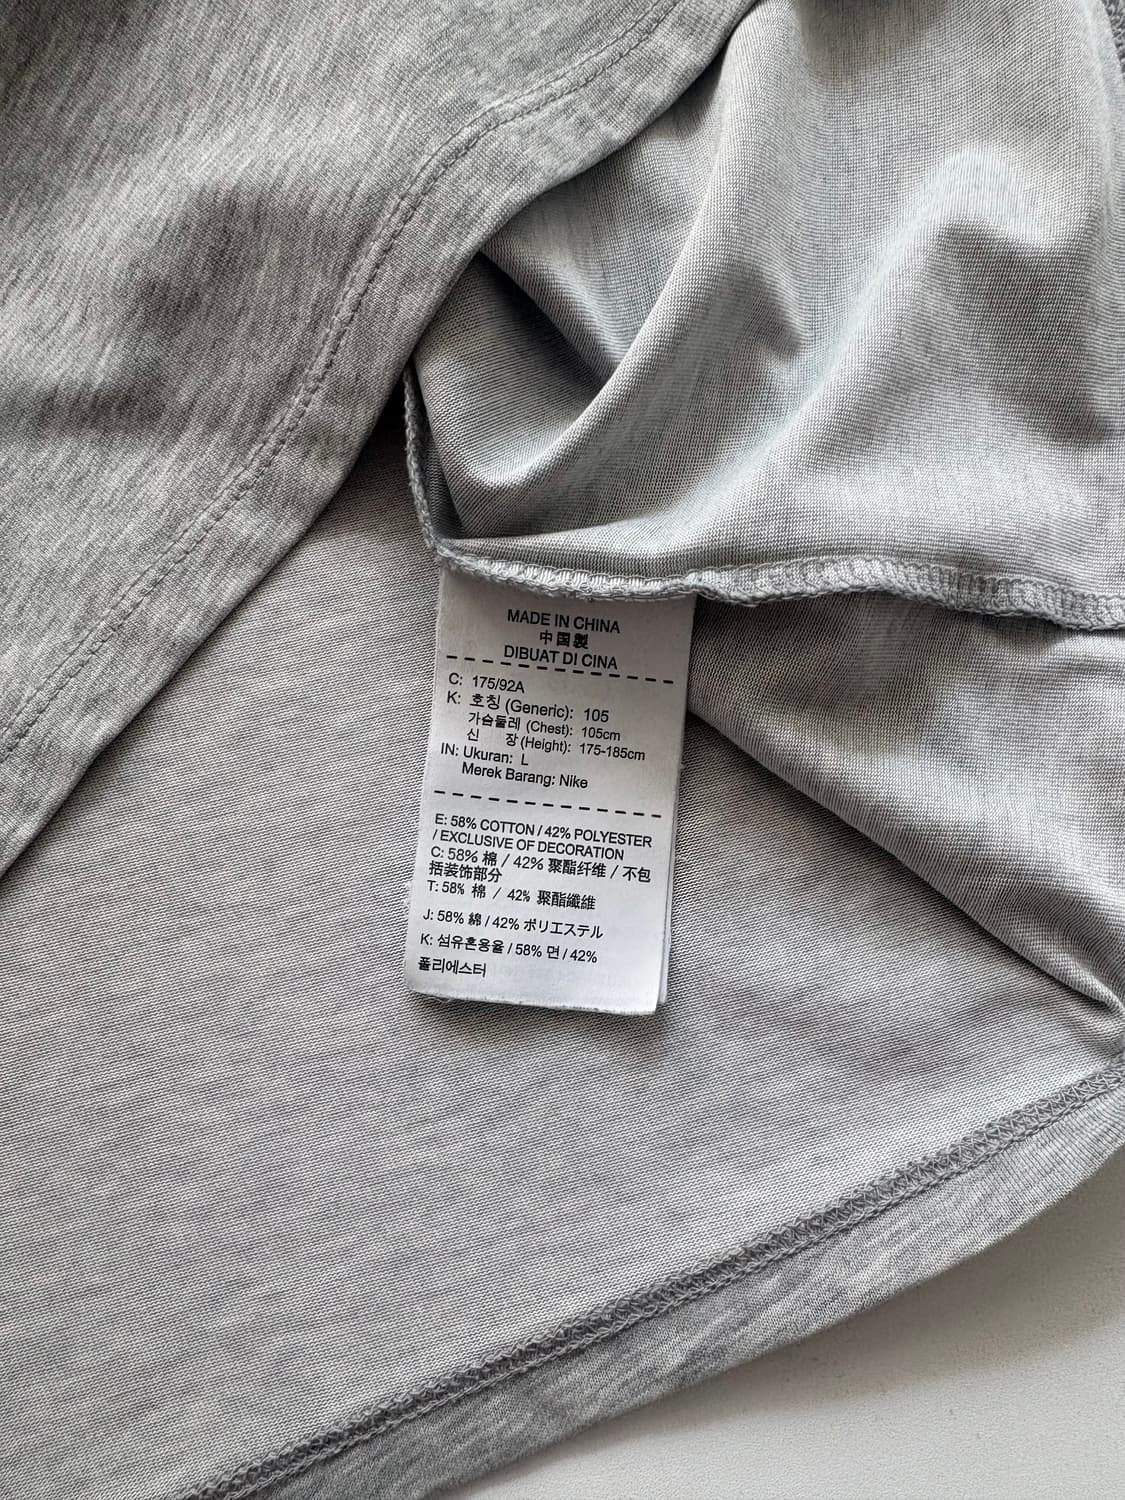 MADE IN CHINA
中国製
DIBUAT DI CINA
C: 175/92A
K: 호칭 (Generic): 105
가슴둘레 (Chest): 105cm
신 장 (Height): 175-185cm
IN: Ukuran: L
Merek Barang: Nike
E: 58% COTTON / 42% POLYESTER
/ EXCLUSIVE OF DECORATION
C: 58% 棉 / 42% 聚酯纤维 / 不包
括装饰部分
T: 58% 棉 / 42% 聚酯纖維
J: 58% 綿 / 42% ポリエステル
K: 섬유혼용율 / 58% 면 / 42%
폴리에스터